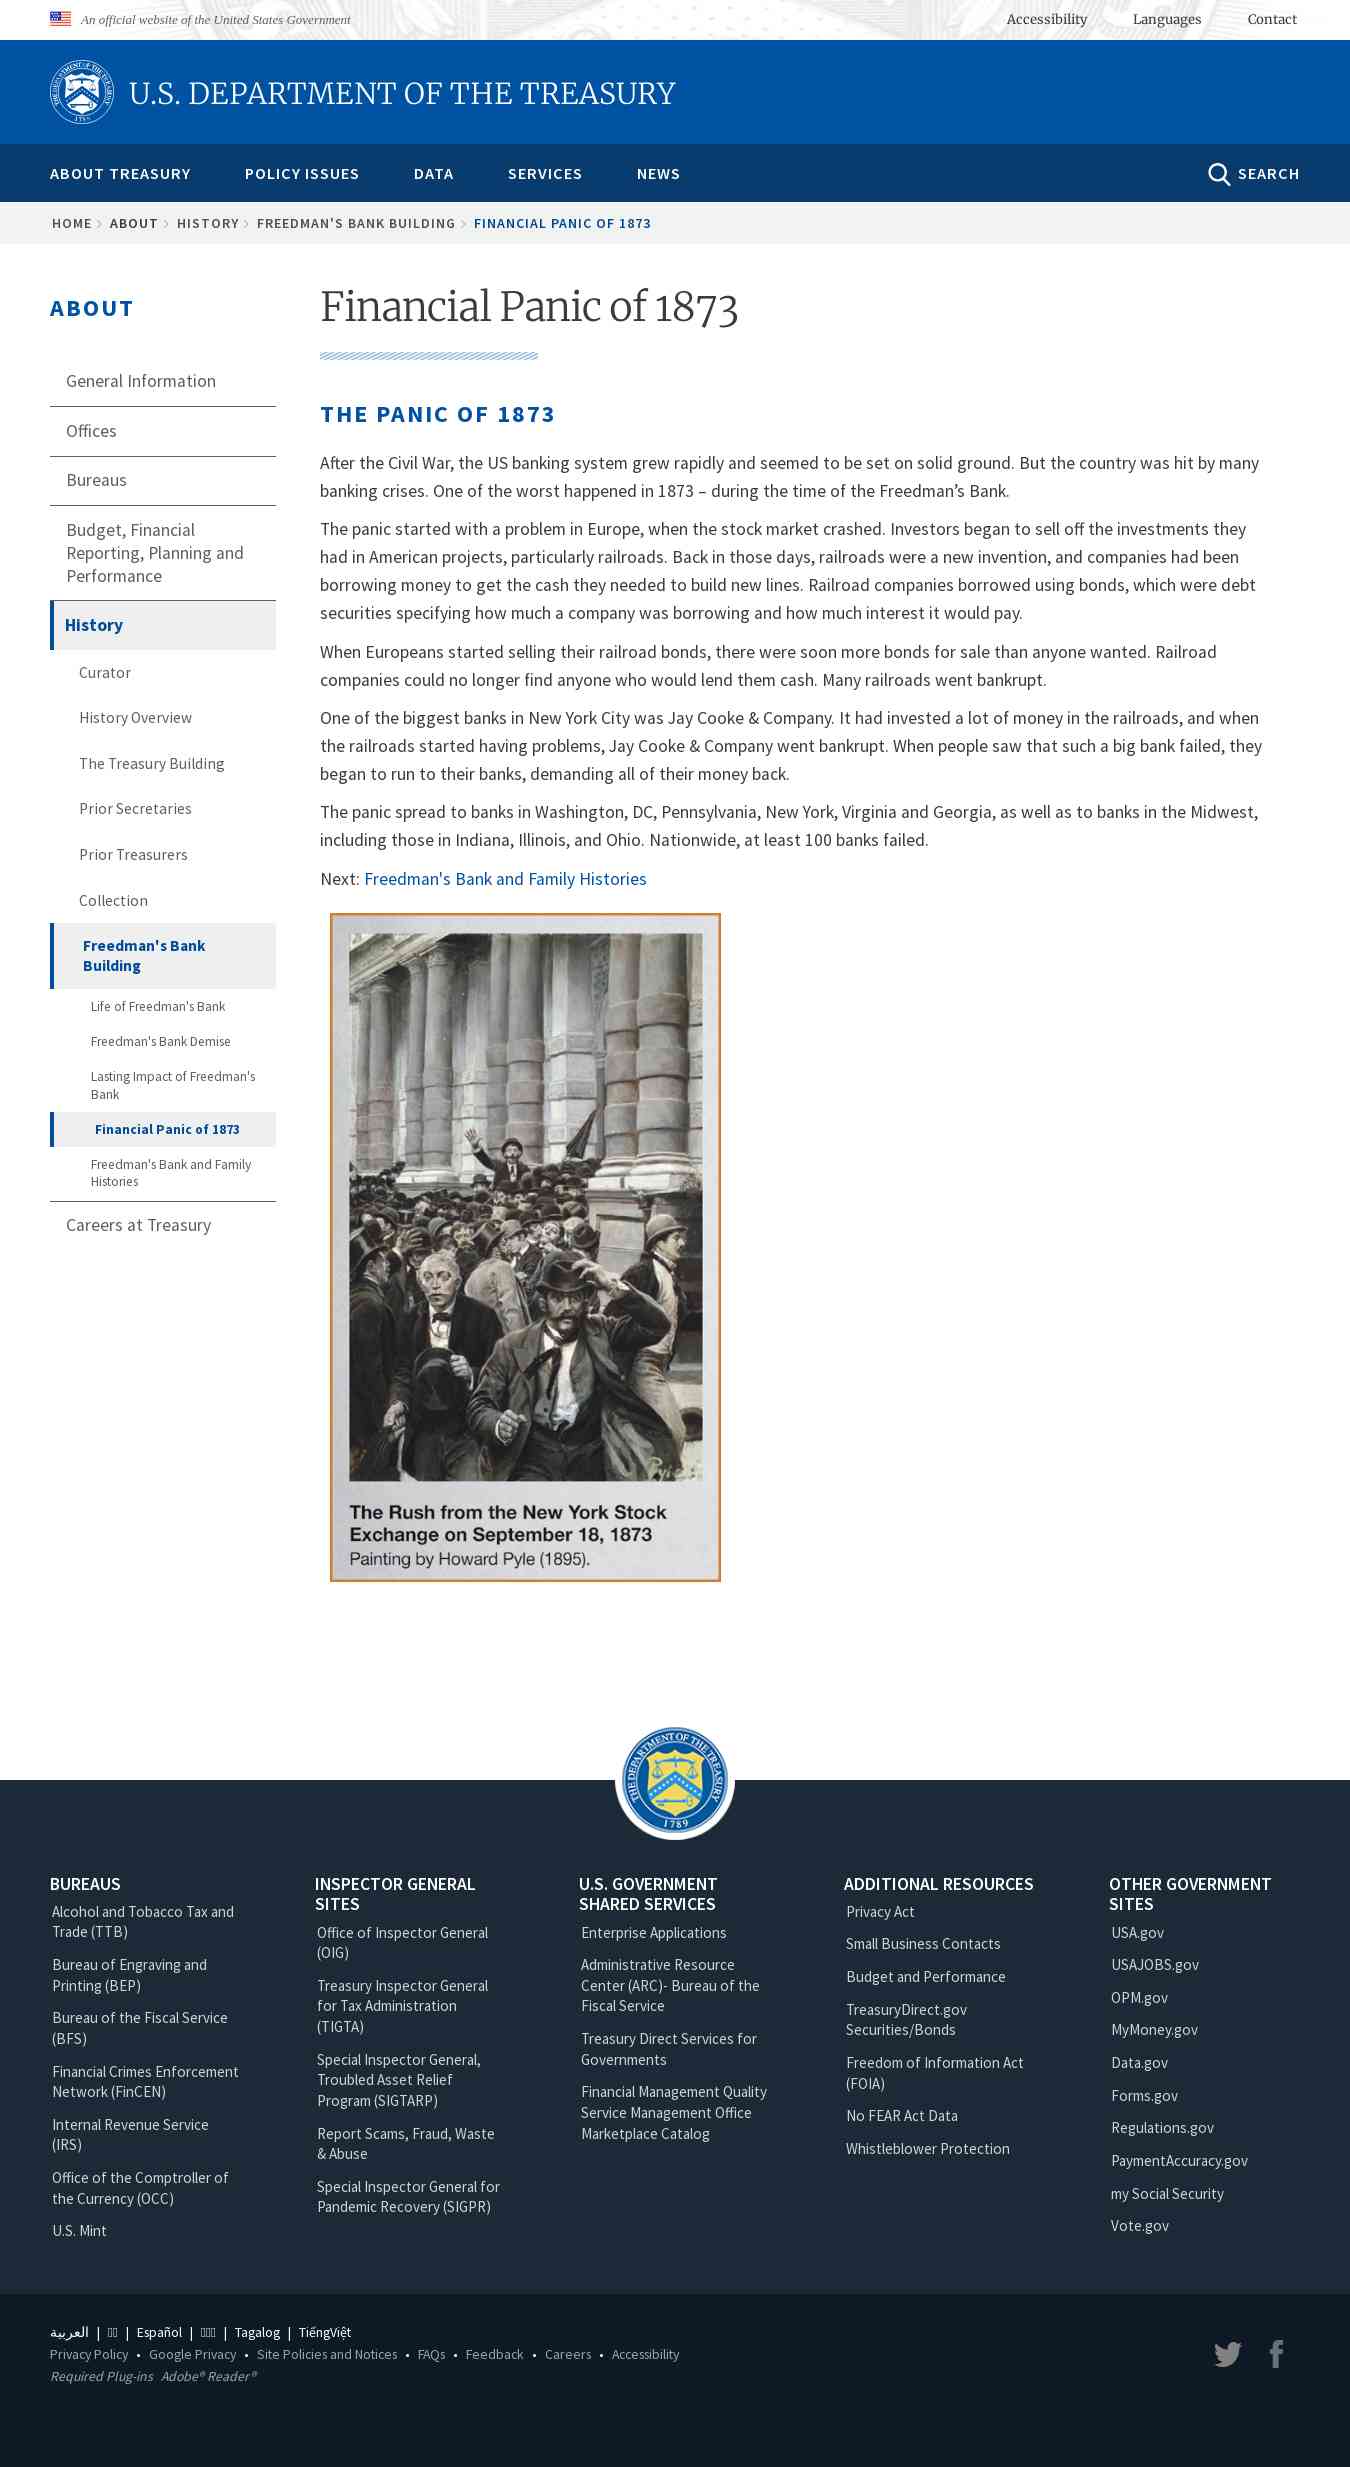 An official website of the United States Government
Accessibility Languages Contact
U.S. DEPARTMENT OF THE TREASURY
ABOUT TREASURY POLICY ISSUES DATA SERVICES NEWS SEARCH
HOME ABOUT HISTORY FREEDMAN'S BANK BUILDING FINANCIAL PANIC OF 1873
ABOUT
General Information
Offices
Bureaus
Budget, Financial
Reporting, Planning and
Performance
History
Curator
History Overview
The Treasury Building
Prior Secretaries
Prior Treasurers
Collection
Freedman's Bank
Building
Life of Freedman's Bank
Freedman's Bank Demise
Lasting Impact of Freedman's
Bank
Financial Panic of 1873
Freedman's Bank and Family
Histories
Careers at Treasury
Financial Panic of 1873
THE PANIC OF 1873
After the Civil War, the US banking system grew rapidly and seemed to be set on solid ground. But the country was hit by many
banking crises. One of the worst happened in 1873 – during the time of the Freedman’s Bank.
The panic started with a problem in Europe, when the stock market crashed. Investors began to sell off the investments they
had in American projects, particularly railroads. Back in those days, railroads were a new invention, and companies had been
borrowing money to get the cash they needed to build new lines. Railroad companies borrowed using bonds, which were debt
securities specifying how much a company was borrowing and how much interest it would pay.
When Europeans started selling their railroad bonds, there were soon more bonds for sale than anyone wanted. Railroad
companies could no longer find anyone who would lend them cash. Many railroads went bankrupt.
One of the biggest banks in New York City was Jay Cooke & Company. It had invested a lot of money in the railroads, and when
the railroads started having problems, Jay Cooke & Company went bankrupt. When people saw that such a big bank failed, they
began to run to their banks, demanding all of their money back.
The panic spread to banks in Washington, DC, Pennsylvania, New York, Virginia and Georgia, as well as to banks in the Midwest,
including those in Indiana, Illinois, and Ohio. Nationwide, at least 100 banks failed.
Next: Freedman's Bank and Family Histories
The Rush from the New York Stock
Exchange on September 18, 1873
Painting by Howard Pyle (1895).
THE DEPARTMENT OF THE TREASURY
1789
BUREAUS
Alcohol and Tobacco Tax and
Trade (TTB)
Bureau of Engraving and
Printing (BEP)
Bureau of the Fiscal Service
(BFS)
Financial Crimes Enforcement
Network (FinCEN)
Internal Revenue Service
(IRS)
Office of the Comptroller of
the Currency (OCC)
U.S. Mint
INSPECTOR GENERAL
SITES
Office of Inspector General
(OIG)
Treasury Inspector General
for Tax Administration
(TIGTA)
Special Inspector General,
Troubled Asset Relief
Program (SIGTARP)
Report Scams, Fraud, Waste
& Abuse
Special Inspector General for
Pandemic Recovery (SIGPR)
U.S. GOVERNMENT
SHARED SERVICES
Enterprise Applications
Administrative Resource
Center (ARC)- Bureau of the
Fiscal Service
Treasury Direct Services for
Governments
Financial Management Quality
Service Management Office
Marketplace Catalog
ADDITIONAL RESOURCES
Privacy Act
Small Business Contacts
Budget and Performance
TreasuryDirect.gov
Securities/Bonds
Freedom of Information Act
(FOIA)
No FEAR Act Data
Whistleblower Protection
OTHER GOVERNMENT
SITES
USA.gov
USAJOBS.gov
OPM.gov
MyMoney.gov
Data.gov
Forms.gov
Regulations.gov
PaymentAccuracy.gov
my Social Security
Vote.gov
العربية | | Español | | Tagalog | TiếngViệt
Privacy Policy • Google Privacy • Site Policies and Notices • FAQs • Feedback • Careers • Accessibility
Required Plug-ins Adobe® Reader®